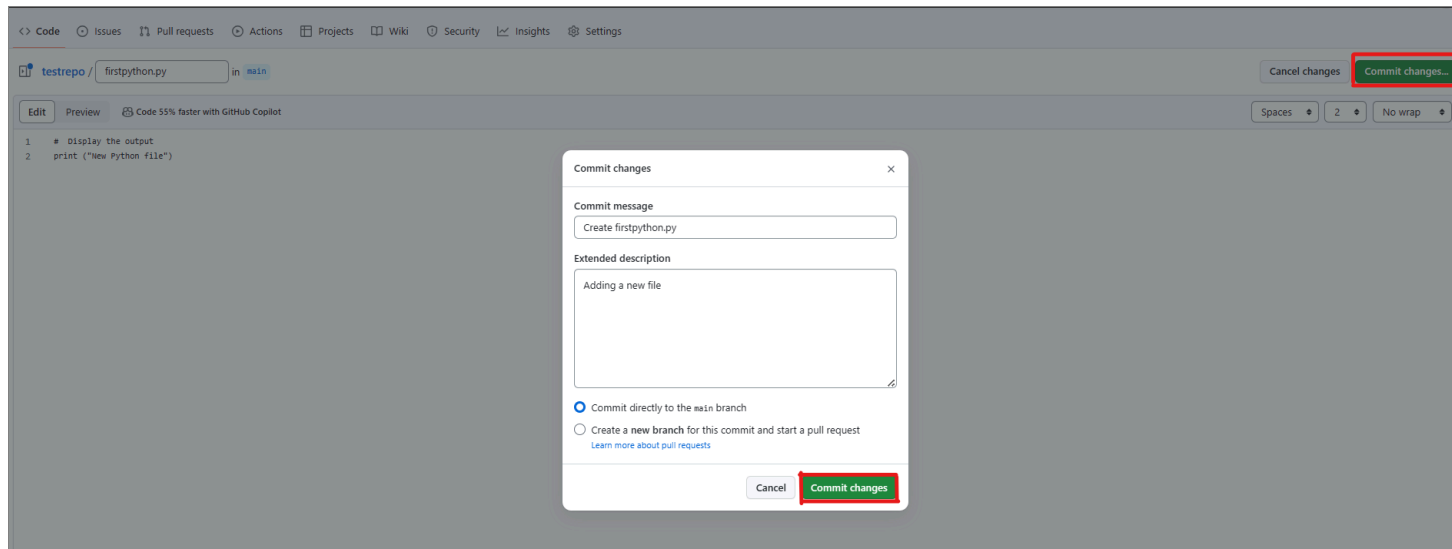 <> Code Issues Pull requests Actions Projects Wiki Security Insights Settings
testrepo / firstpython.py in main Cancel changes Commit changes...
Edit Preview Code 55% faster with GitHub Copilot Spaces 2 No wrap
1 # Display the output
2 print ("New Python file")
Commit changes
Commit message
Create firstpython.py
Extended description
Adding a new file
Commit directly to the main branch
Create a new branch for this commit and start a pull request
Learn more about pull requests
Cancel Commit changes